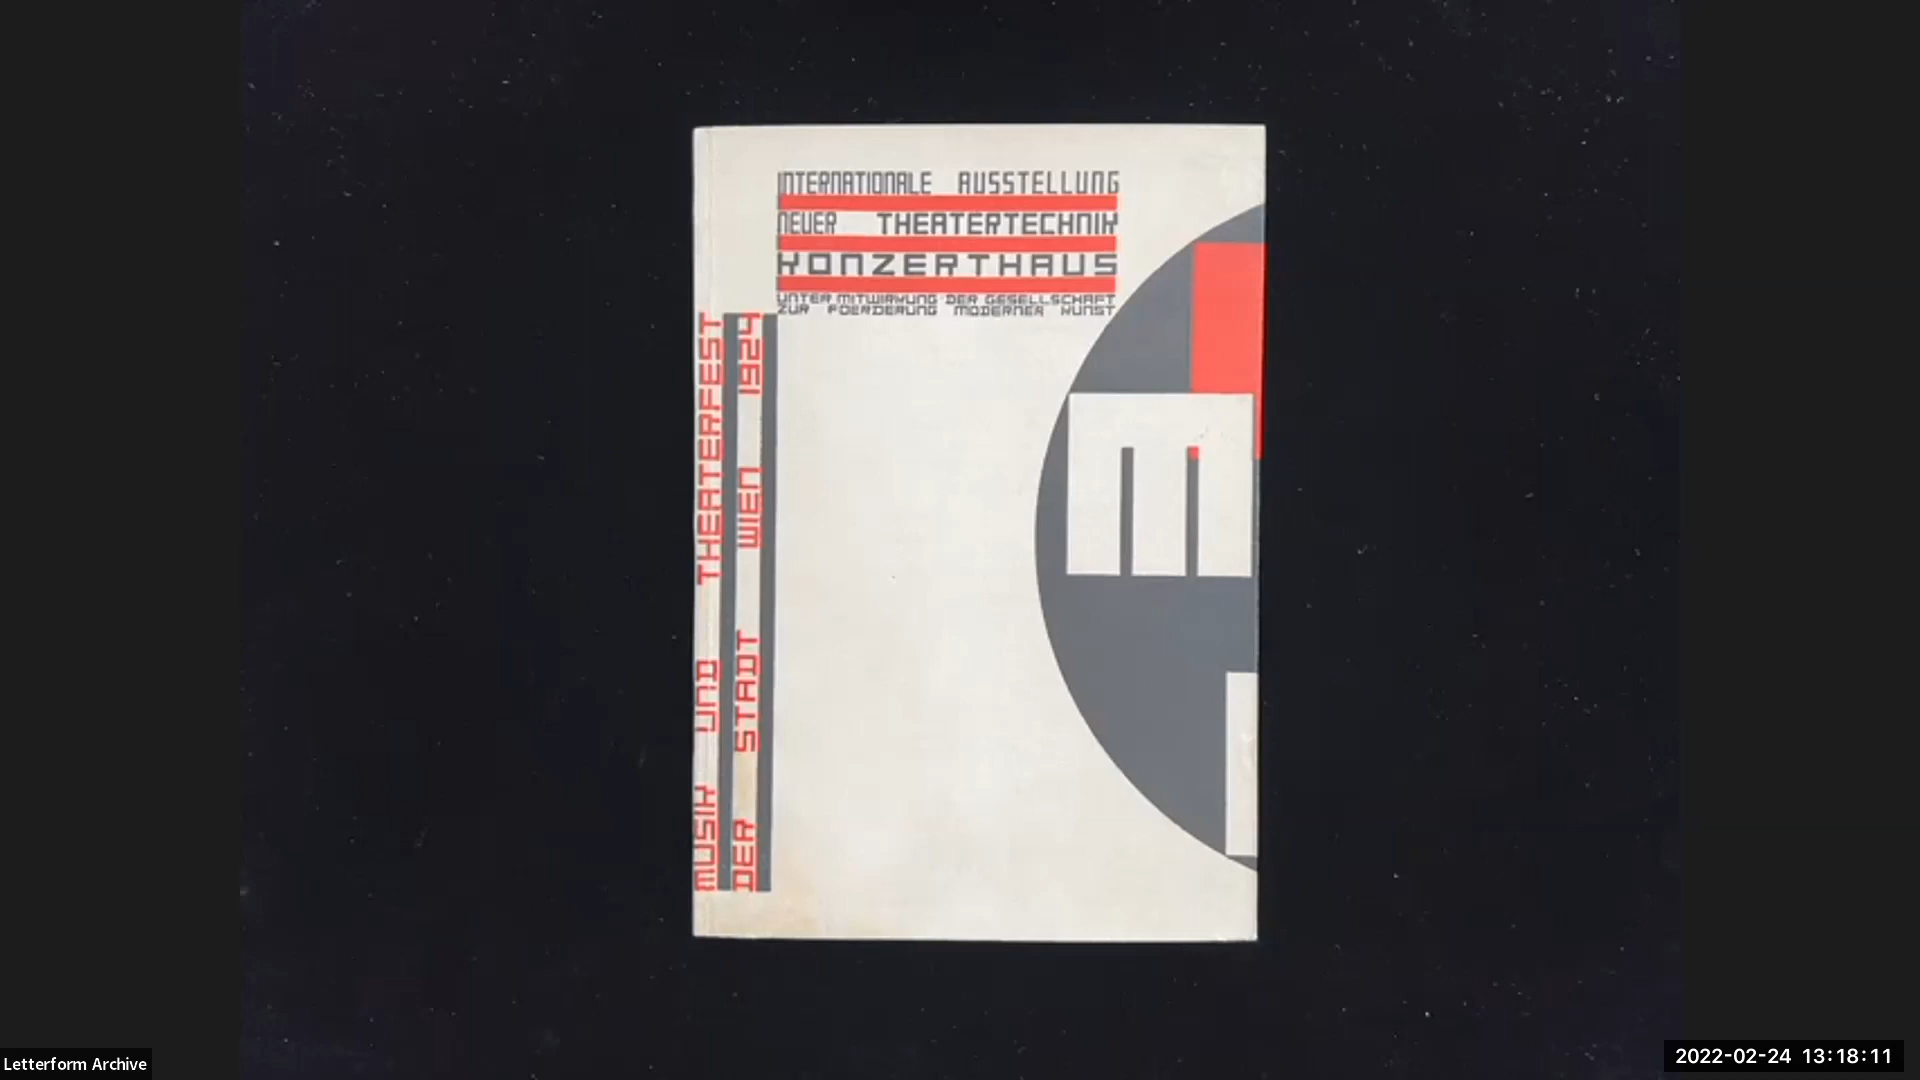 INTERNATIONALE AUSSTELLUNG
NEUER THEATERTECHNIK
KONZERTHAUS
UNTER MITWIRKUNG DER GESELLSCHAFT
ZUR FOERDERUNG MODERNER KUNST
MUSIK UND THEATERFEST
DER STADT WIEN 1924
Letterform Archive
2022-02-24 13:18:11